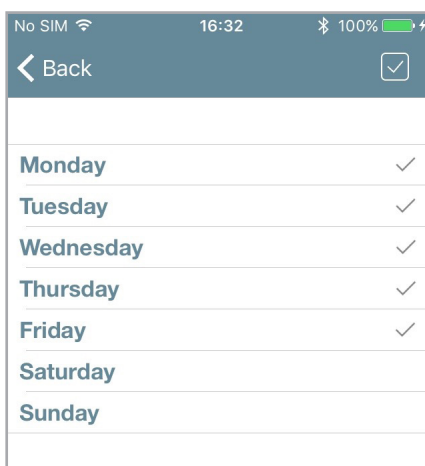 No SIM 16:32 100%
Back
Monday
Tuesday
Wednesday
Thursday
Friday
Saturday
Sunday